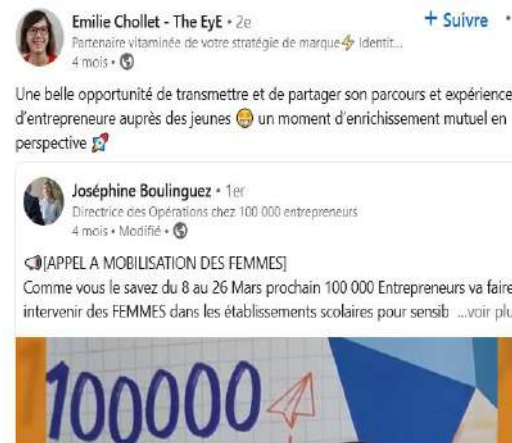 Emilie Chollet - The EyE • 2e
+ Suivre
Partenaire vitaminée de votre stratégie de marque⚡ Identit...
4 mois •
Une belle opportunité de transmettre et de partager son parcours et expérience
d'entrepreneure auprès des jeunes 😁 un moment d'enrichissement mutuel en
perspective 🚀
Joséphine Boulinguez • 1er
Directrice des Opérations chez 100 000 entrepreneurs
4 mois • Modifié •
📢[APPEL A MOBILISATION DES FEMMES]
Comme vous le savez du 8 au 26 Mars prochain 100 000 Entrepreneurs va faire
intervenir des FEMMES dans les établissements scolaires pour sensib ...voir plu
100000